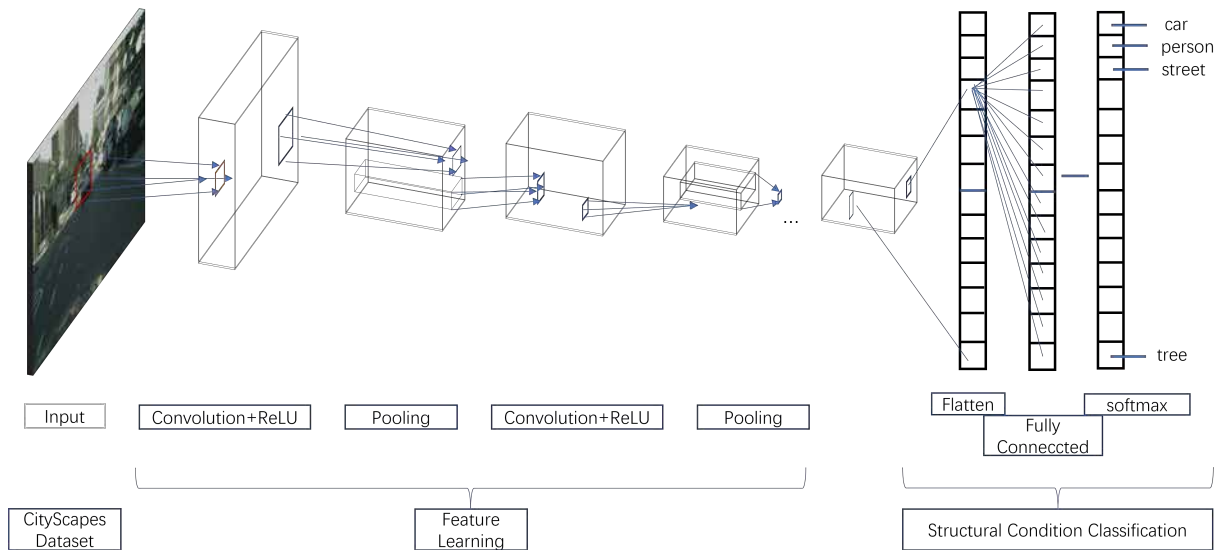 car
person
street
...
tree
Input
Convolution+ReLU
Pooling
Convolution+ReLU
Pooling
Flatten
softmax
Fully
Conneccted
CityScapes
Dataset
Feature
Learning
Structural Condition Classification